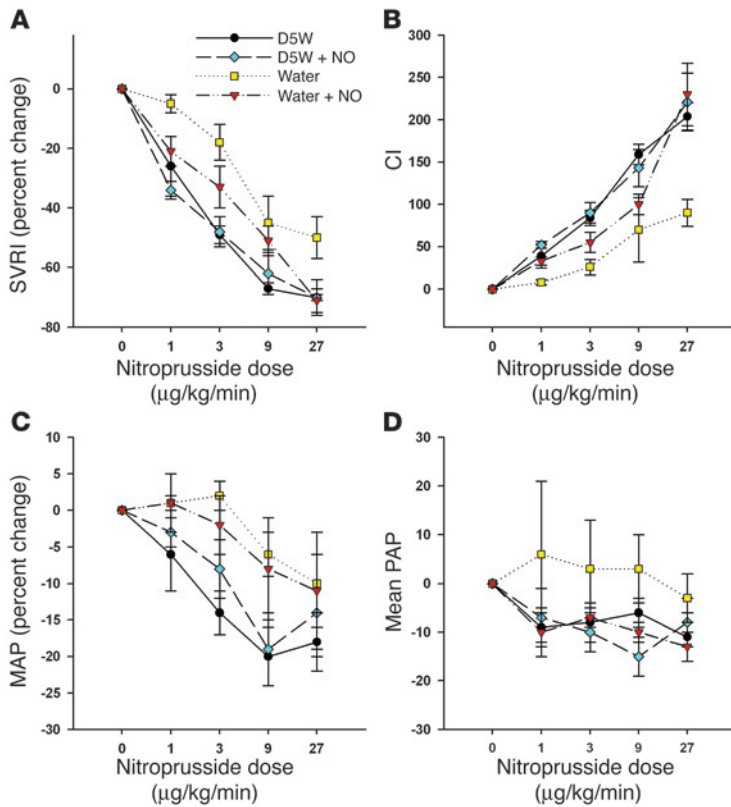 A
D5W
D5W + NO
Water
Water + NO
0
-20
-40
-60
-80
SVRI (percent change)
0 1 3 9 27
Nitroprusside dose
(μg/kg/min)
B
300
250
200
150
100
50
0
CI
0 1 3 9 27
Nitroprusside dose
(μg/kg/min)
C
10
5
0
-5
-10
-15
-20
-25
-30
MAP (percent change)
0 1 3 9 27
Nitroprusside dose
(μg/kg/min)
D
30
20
10
0
-10
-20
-30
Mean PAP
0 1 3 9 27
Nitroprusside dose
(μg/kg/min)